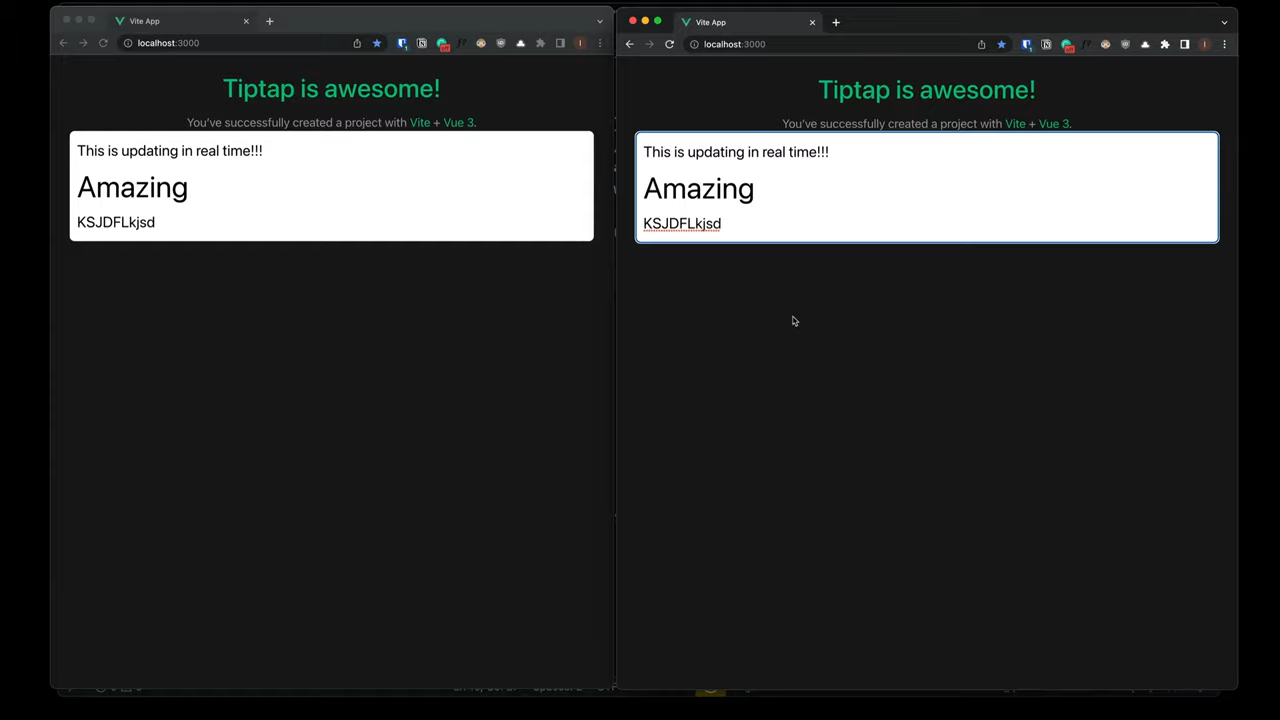 Vite App
localhost:3000
Tiptap is awesome!
You've successfully created a project with Vite + Vue 3.
This is updating in real time!!!
Amazing
KSJDFLkjsd
Vite App
localhost:3000
Tiptap is awesome!
You've successfully created a project with Vite + Vue 3.
This is updating in real time!!!
Amazing
KSJDFLkjsd